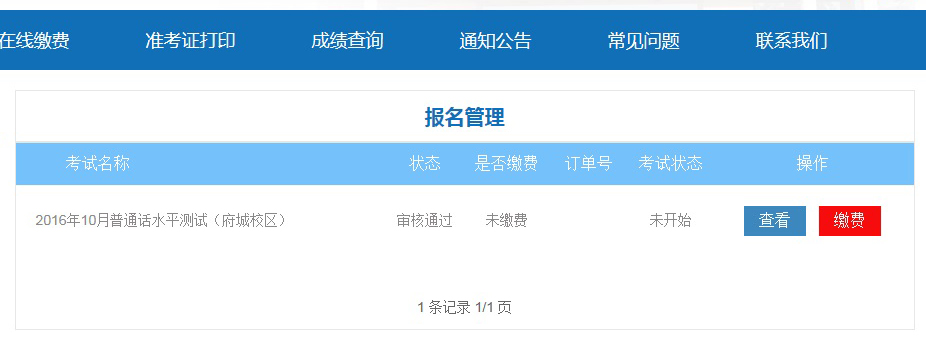 在线缴费 准考证打印 成绩查询 通知公告 常见问题 联系我们
报名管理
考试名称 状态 是否缴费 订单号 考试状态 操作
2016年10月普通话水平测试（府城校区） 审核通过 未缴费 未开始 查看 缴费
1 条记录 1/1 页